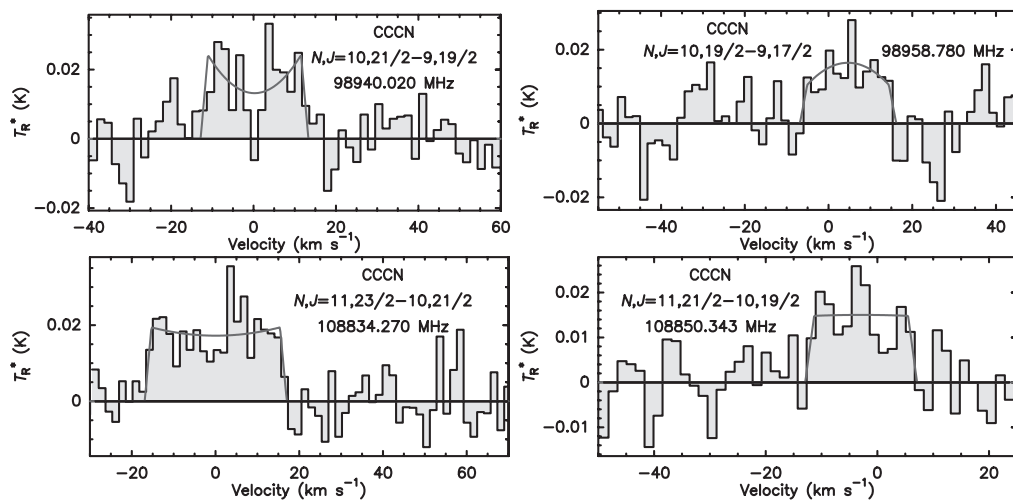 CCCN
N,J=10,21/2−9,19/2
98940.020 MHz
T_R^* (K)
0.02
0
−0.02
−40 −20 0 20 40 60
Velocity (km s⁻¹)
CCCN
N,J=10,19/2−9,17/2 98958.780 MHz
T_R^* (K)
0.02
0
−0.02
−40 −20 0 20 40
Velocity (km s⁻¹)
CCCN
N,J=11,23/2−10,21/2
108834.270 MHz
T_R^* (K)
0.02
0
−20 0 20 40 60
Velocity (km s⁻¹)
CCCN
N,J=11,21/2−10,19/2
108850.343 MHz
T_R^* (K)
0.02
0.01
0
−0.01
−40 −20 0 20
Velocity (km s⁻¹)